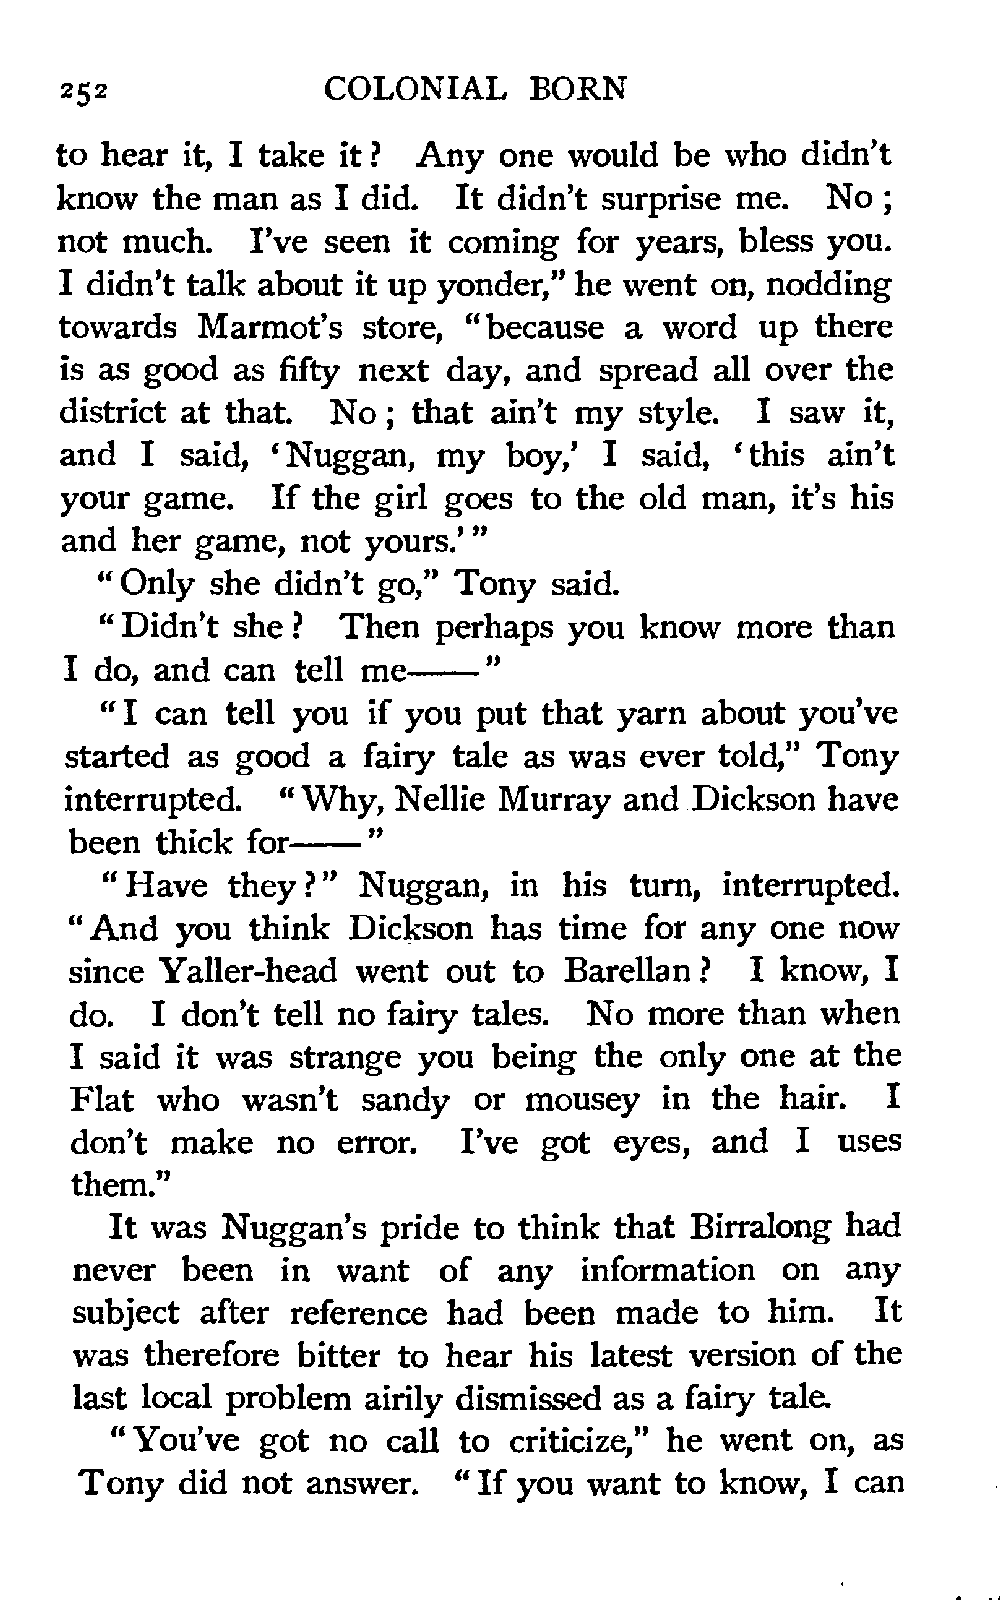 252 COLONIAL BORN
to hear it, I take it? Any one would be who didn't
know the man as I did. It didn't surprise me. No;
not much. I've seen it coming for years, bless you.
I didn't talk about it up yonder," he went on, nodding
towards Marmot's store, "because a word up there
is as good as fifty next day, and spread all over the
district at that. No; that ain't my style. I saw it,
and I said, 'Nuggan, my boy,' I said, 'this ain't
your game. If the girl goes to the old man, it's his
and her game, not yours.'"
"Only she didn't go," Tony said.
"Didn't she? Then perhaps you know more than
I do, and can tell me——"
"I can tell you if you put that yarn about you've
started as good a fairy tale as was ever told," Tony
interrupted. "Why, Nellie Murray and Dickson have
been thick for——"
"Have they?" Nuggan, in his turn, interrupted.
"And you think Dickson has time for any one now
since Yaller-head went out to Barellan? I know, I
do. I don't tell no fairy tales. No more than when
I said it was strange you being the only one at the
Flat who wasn't sandy or mousey in the hair. I
don't make no error. I've got eyes, and I uses
them."
It was Nuggan's pride to think that Birralong had
never been in want of any information on any
subject after reference had been made to him. It
was therefore bitter to hear his latest version of the
last local problem airily dismissed as a fairy tale.
"You've got no call to criticize," he went on, as
Tony did not answer. "If you want to know, I can